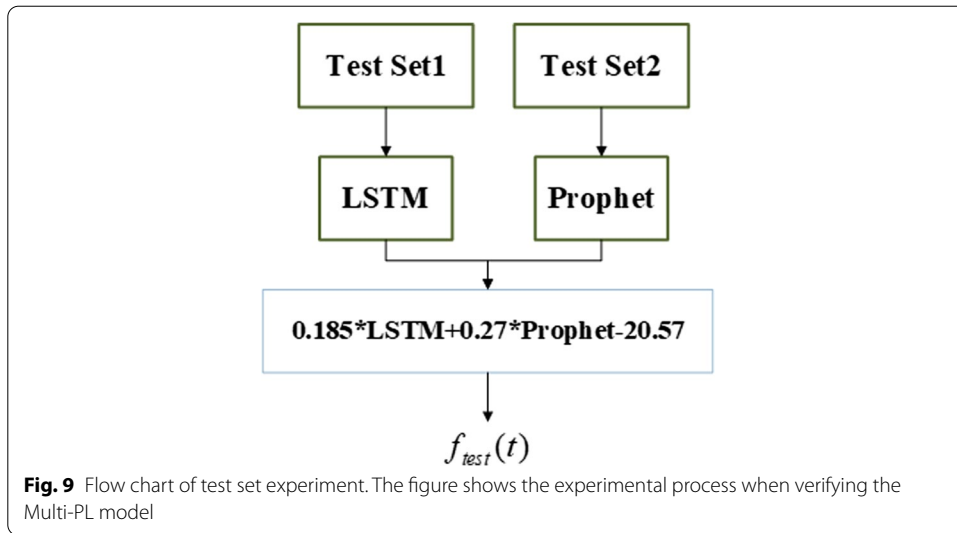 Test Set1
Test Set2
LSTM
Prophet
0.185*LSTM+0.27*Prophet-20.57
f_test(t)
Fig. 9 Flow chart of test set experiment. The figure shows the experimental process when verifying the
Multi-PL model